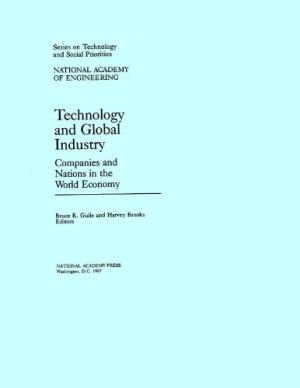 Series on Technology
and Social Priorities
NATIONAL ACADEMY
OF ENGINEERING
Technology
and Global
Industry
Companies and
Nations in the
World Economy
Bruce R. Guile and Harvey Brooks
Editors
NATIONAL ACADEMY PRESS
Washington, D.C. 1987